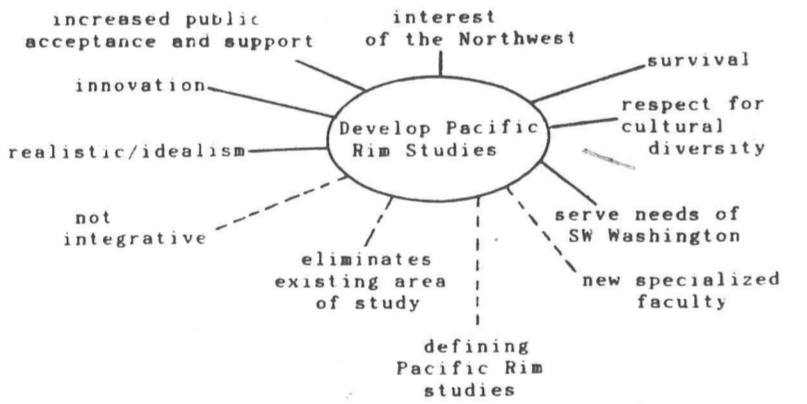 increased public
acceptance and support
interest
of the Northwest
survival
innovation
respect for
cultural
diversity
Develop Pacific
Rim Studies
realistic/idealism
not
integrative
serve needs of
SW Washington
eliminates
existing area
of study
new specialized
faculty
defining
Pacific Rim
studies